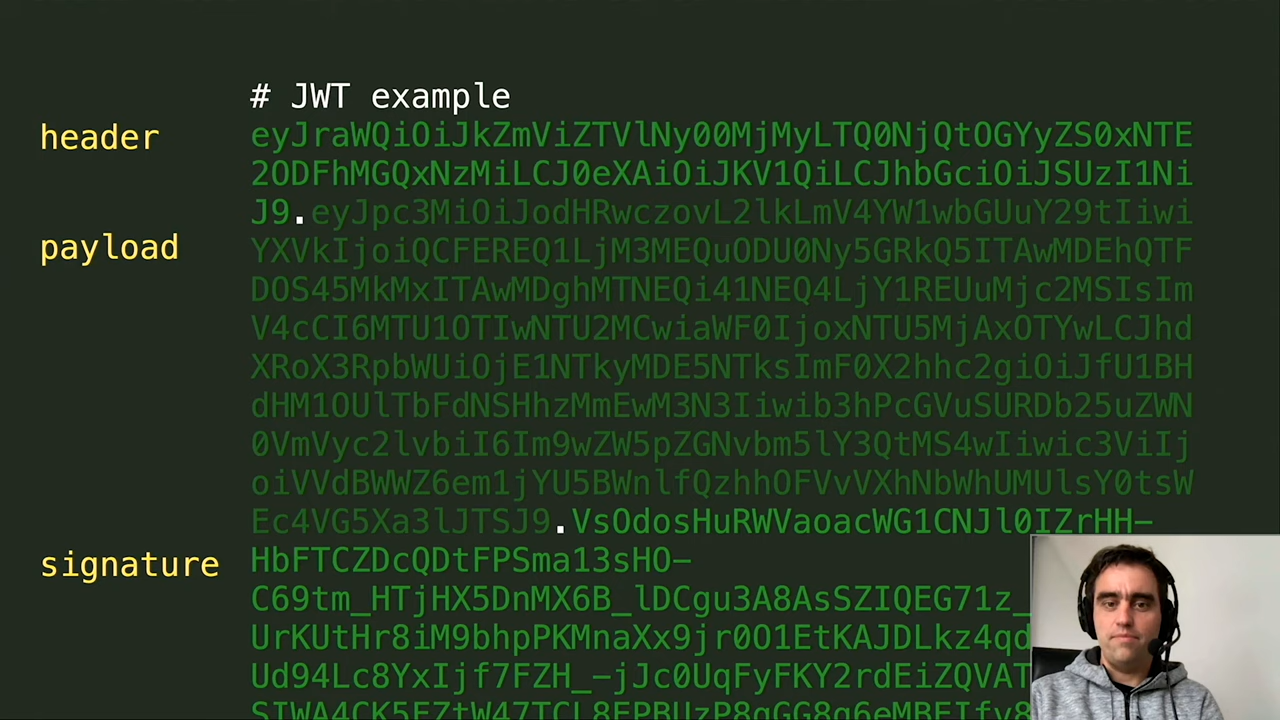 # JWT example
header
eyJraWQiOiJkZmViZTVlNy00MjMyLTQ0NjQtOGYyZS0xNTE
2ODFhMGQxNzMiLCJ0eXAiOiJKV1QiLCJhbGciOiJSUzI1Ni
J9.eyJpc3MiOiJodHRwczovL2lkLmV4YW1wbGUuY29tIiwi
payload
YXVkIjoiQCFEREQ1LjM3MEQuODU0Ny5GRkQ5ITAwMDEhQTF
DOS45MkMxITAwMDghMTNEQi41NEQ4LjY1REUuMjc2MSIsIm
V4cCI6MTU1OTIwNTU2MCwiaWF0IjoxNTU5MjAxOTYwLCJhd
XRoX3RpbWUiOjE1NTkyMDE5NTksImF0X2hhc2giOiJfU1BH
dHM1OUlTbFdNSHhzMmEwM3N3Iiwib3hPcGVuSURDb25uZWN
0VmVyc2lvbiI6Im9wZW5pZGNvbm5lY3QtMS4wIiwic3ViIj
oiVVdBWWZ6em1jYU5BWnlfQzhhOFVvVXhNbWhUMUlsY0tsW
Ec4VG5Xa3lJTSJ9.VsOdosHuRWVaoacWG1CNJl0IZrHH-
signature
HbFTCZDcQDtFPSma13sHO-
C69tm_HTjHX5DnMX6B_lDCgu3A8AsSZIQEG71z_
UrKUtHr8iM9bhpPKMnaXx9jr0O1EtKAJDLkz4qd
Ud94Lc8YxIjf7FZH_-jJc0UqFyFKY2rdEiZQVAT